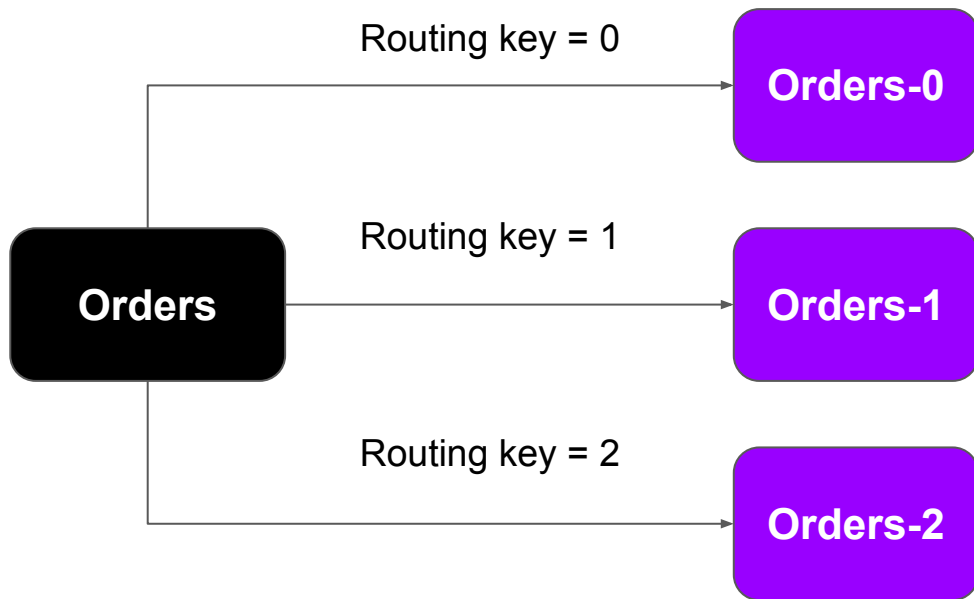 Routing key = 0
Orders-0
Routing key = 1
Orders
Orders-1
Routing key = 2
Orders-2